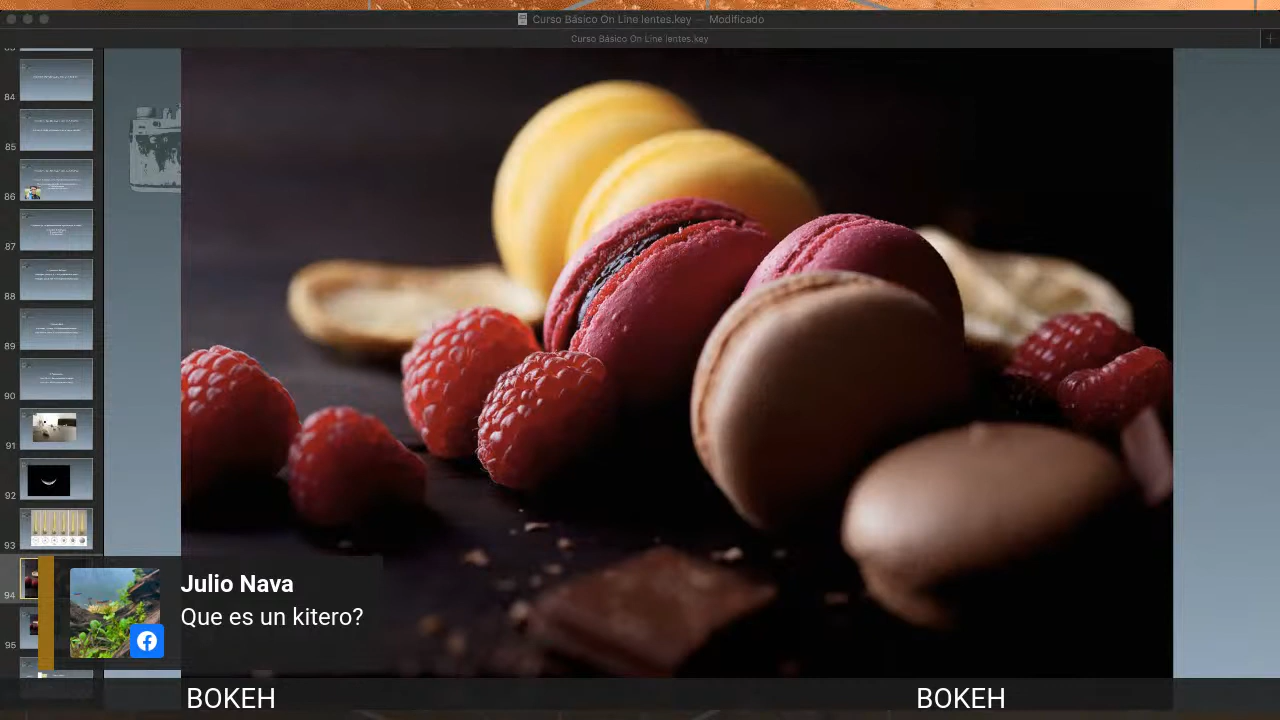 Curso Básico On Line lentes.key — Modificado
Curso Básico On Line lentes.key
84
85
86
87
88
89
90
91
92
93
94
95
Julio Nava
Que es un kitero?
BOKEH
BOKEH